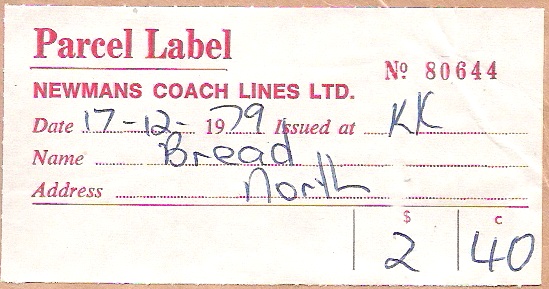 Parcel Label
Nº 80644
NEWMANS COACH LINES LTD.
Date 17-12- 1979 Issued at KK
Name Bread
Address North
$ c
2 40